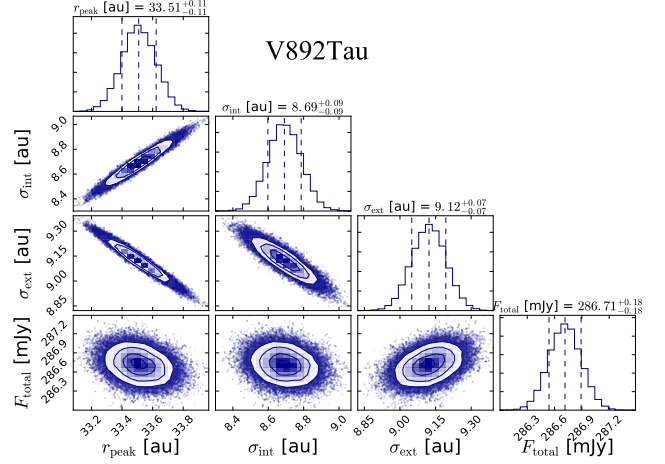 r_peak [au] = 33.51^{+0.11}_{-0.11}
V892Tau
σ_int [au] = 8.69^{+0.09}_{-0.09}
9.0
8.8
8.6
8.4
σ_int [au]
σ_ext [au] = 9.12^{+0.07}_{-0.07}
9.30
9.15
9.00
8.85
σ_ext [au]
F_total [mJy] = 286.71^{+0.18}_{-0.18}
287.2
286.9
286.6
286.3
F_total [mJy]
33.2 33.4 33.6 33.8
8.4 8.6 8.8 9.0
8.85 9.00 9.15 9.30
286.3 286.6 286.9 287.2
r_peak [au] σ_int [au] σ_ext [au] F_total [mJy]